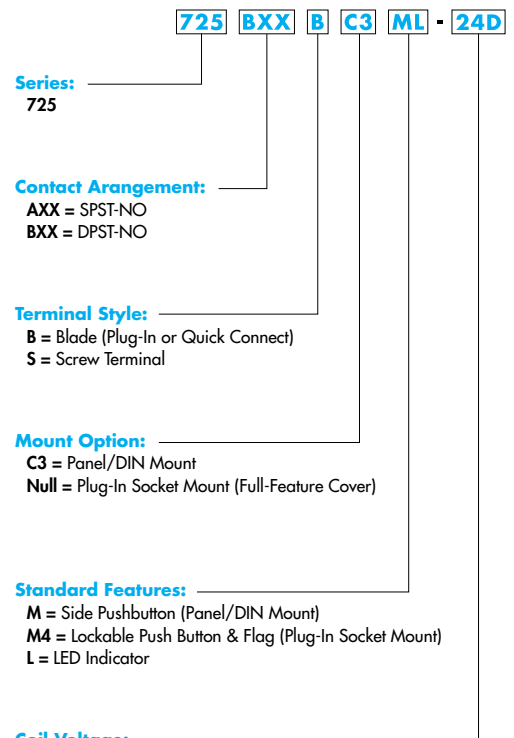 725 BXX B C3 ML - 24D
Series:
725
Contact Arangement:
AXX = SPST-NO
BXX = DPST-NO
Terminal Style:
B = Blade (Plug-In or Quick Connect)
S = Screw Terminal
Mount Option:
C3 = Panel/DIN Mount
Null = Plug-In Socket Mount (Full-Feature Cover)
Standard Features:
M = Side Pushbutton (Panel/DIN Mount)
M4 = Lockable Push Button & Flag (Plug-In Socket Mount)
L = LED Indicator
Coil Voltage: